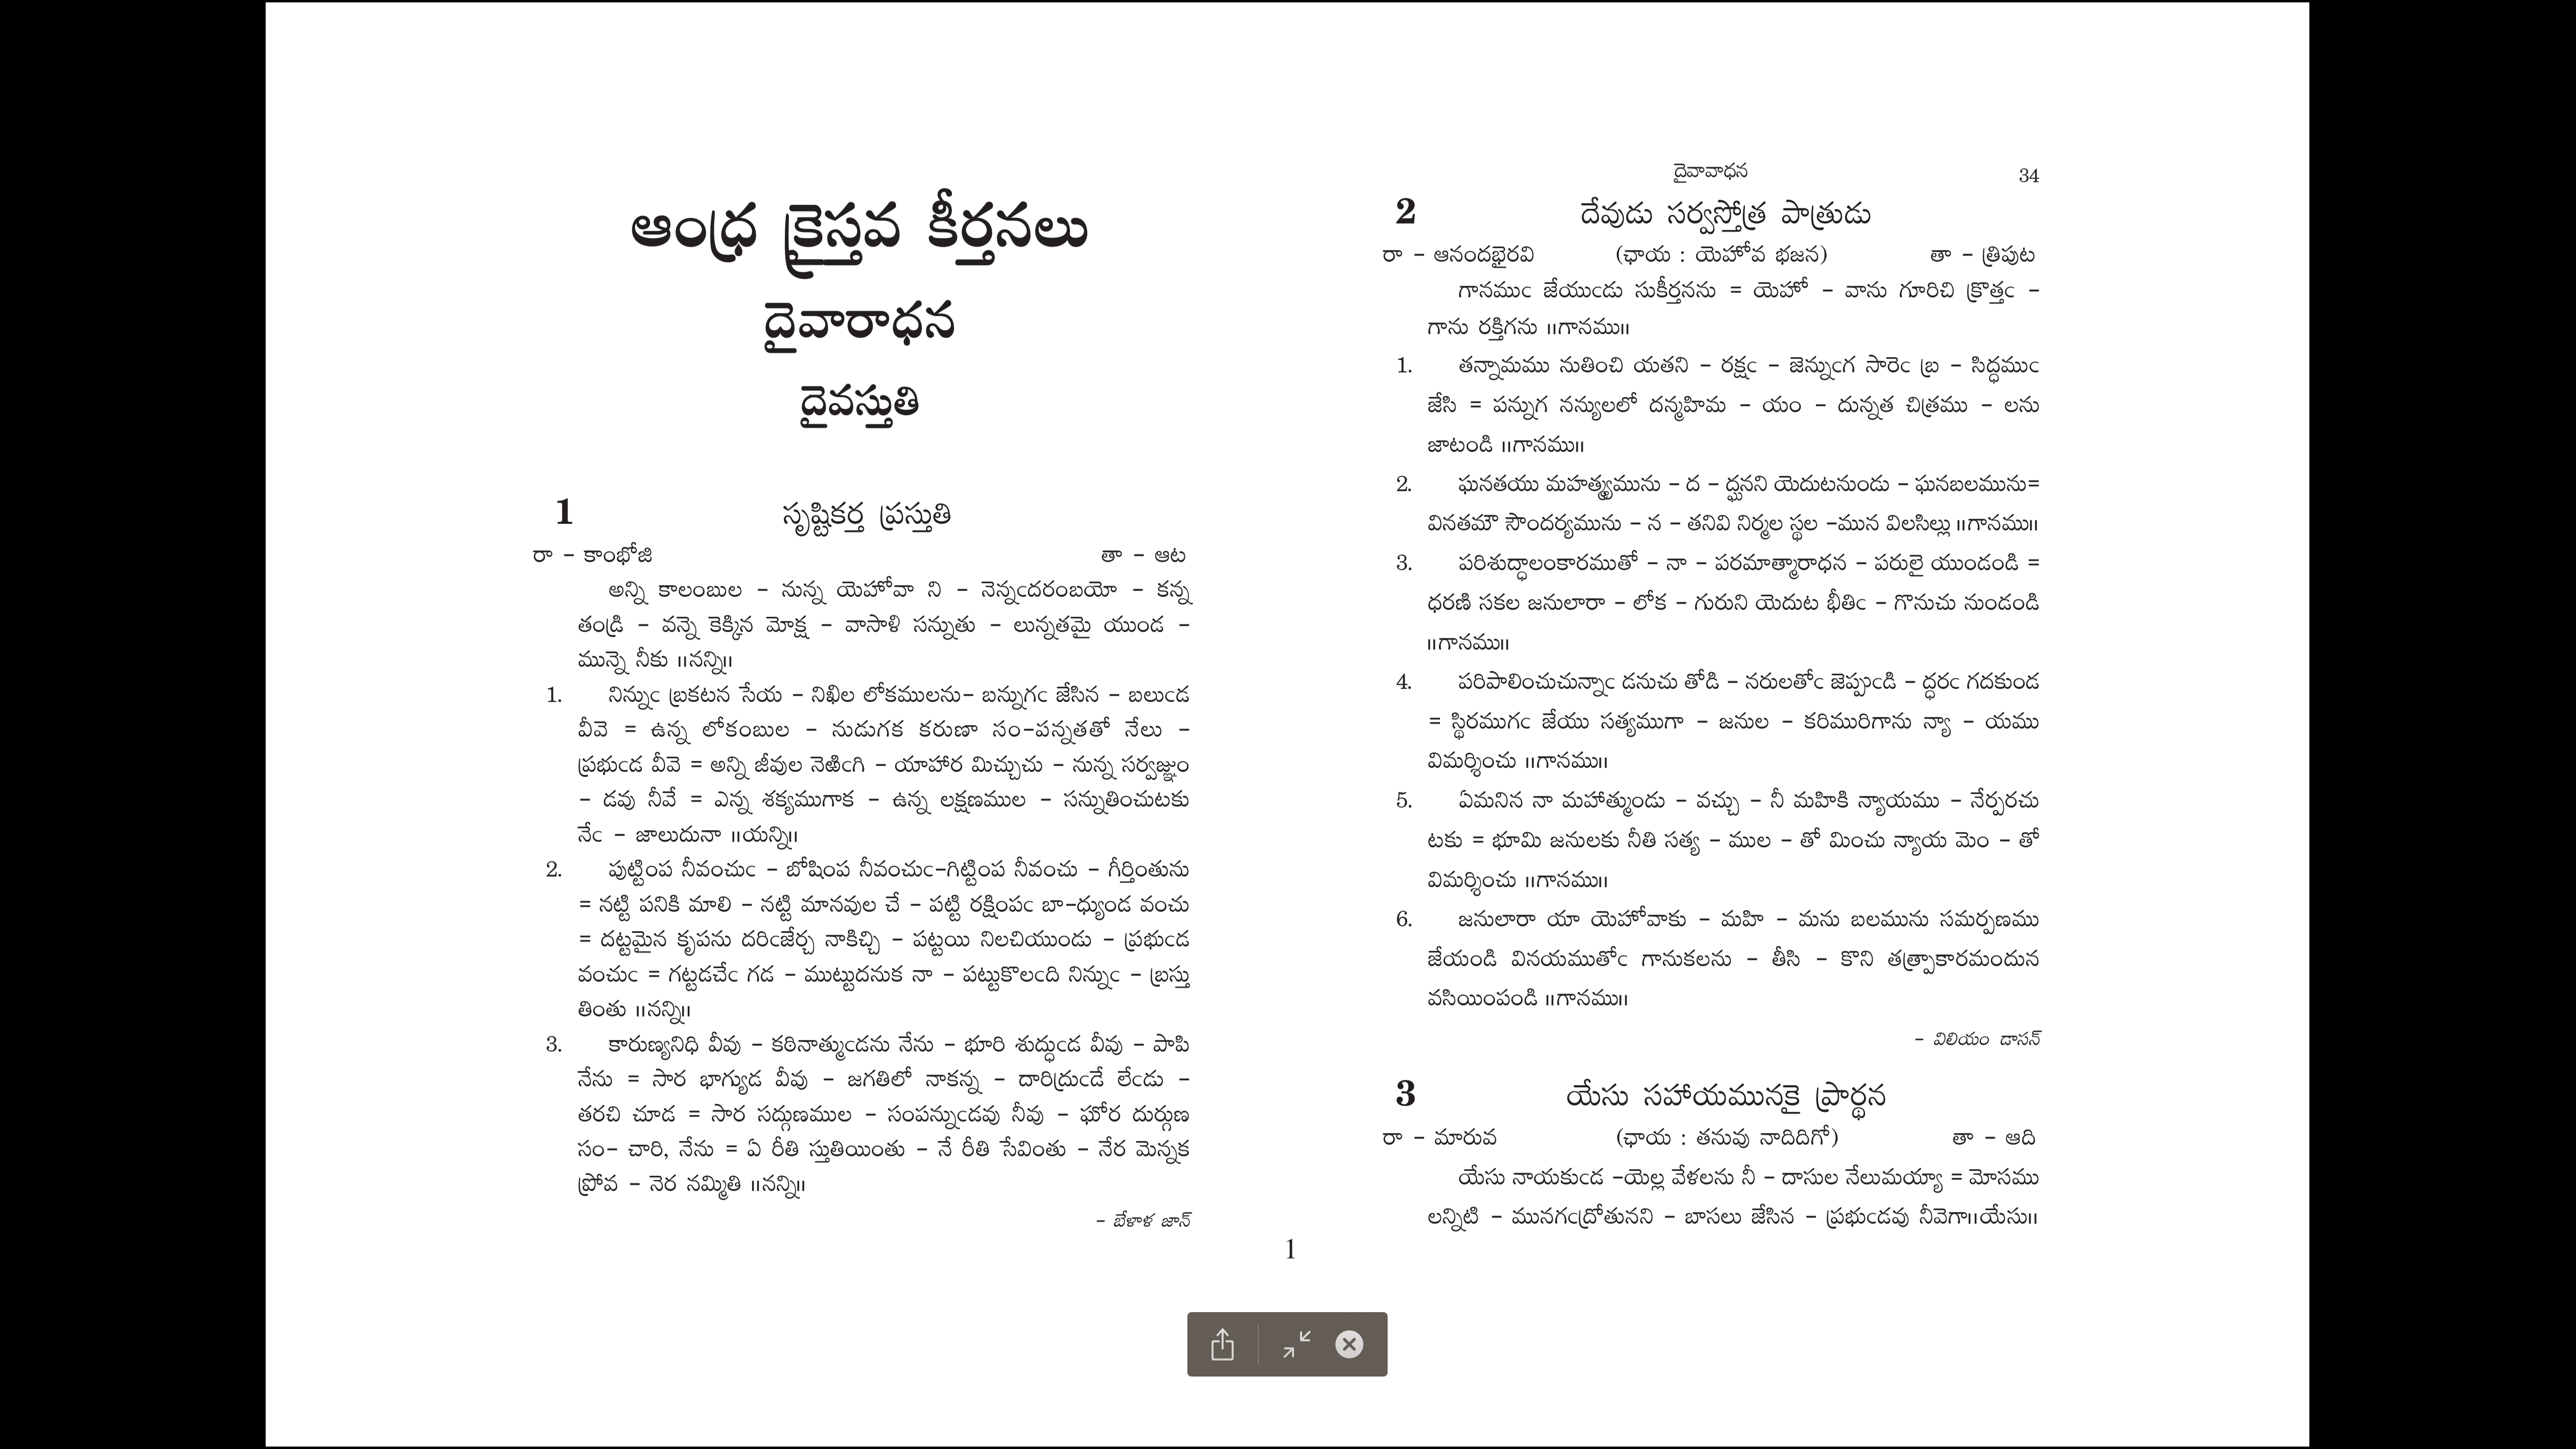 ఆంధ్ర క్రైస్తవ కీర్తనలు
దైవారాధన
దైవస్తుతి
1 సృష్టికర్త ప్రస్తుతి
రా – కాంభోజి తా – ఆట
అన్ని కాలంబుల – నున్న యెహోవా ని – నెన్నఁదరంబయో – కన్న
తండ్రి – వన్నె కెక్కిన మోక్ష – వాసాళి సన్నుతు – లున్నతమై యుండ –
మున్నె నీకు ॥నన్ని॥
1. నిన్నుఁ బ్రకటన సేయ – నిఖిల లోకములను– బన్నుగఁ జేసిన – బలుఁడ
వీవె = ఉన్న లోకంబుల – నుడుగక కరుణా సం–పన్నతతో నేలు –
ప్రభుఁడ వీవె = అన్ని జీవుల నెఱిఁగి – యాహార మిచ్చుచు – నున్న సర్వజ్ఞుం
– డవు నీవే = ఎన్న శక్యముగాక – ఉన్న లక్షణముల – సన్నుతించుటకు
నేఁ – జాలుదునా ॥యన్ని॥
2. పుట్టింప నీవంచుఁ – బోషింప నీవంచుఁ–గిట్టింప నీవంచు – గీర్తింతును
= నట్టి పనికి మాలి – నట్టి మానవుల చే – పట్టి రక్షింపఁ బా–ధ్యుండ వంచు
= దట్టమైన కృపను దరిఁజేర్చ నాకిచ్చి – పట్టయి నిలచియుండు – ప్రభుఁడ
వంచుఁ = గట్టడచేఁ గడ – ముట్టుదనుక నా – పట్టుకొలఁది నిన్నుఁ – బ్రస్తు
తింతు ॥నన్ని॥
3. కారుణ్యనిధి వీవు – కఠినాత్ముఁడను నేను – భూరి శుద్ధుఁడ వీవు – పాపి
నేను = సార భాగ్యుడ వీవు – జగతిలో నాకన్న – దారిద్రుఁడే లేఁడు –
తరచి చూడ = సార సద్గుణముల – సంపన్నుఁడవు నీవు – ఘోర దుర్గుణ
సం– చారి, నేను = ఏ రీతి స్తుతియింతు – నే రీతి సేవింతు – నేర మెన్నక
ప్రోవ – నెర నమ్మితి ॥నన్ని॥
– బేళాళ జాన్
దైవావాధన 34
2 దేవుడు సర్వస్తోత్ర పాత్రుడు
రా – ఆనందభైరవి (ఛాయ : యెహోవ భజన) తా – త్రిపుట
గానముఁ జేయుఁడు సుకీర్తనను = యెహో – వాను గూరిచి క్రొత్తఁ –
గాను రక్తిగను ॥గానము॥
1. తన్నామము నుతించి యతని – రక్షఁ – జెన్నుఁగ సారెఁ బ్ర – సిద్ధముఁ
జేసి = పన్నుగ నన్యులలో దన్మహిమ – యం – దున్నత చిత్రము – లను
జాటండి ॥గానము॥
2. ఘనతయు మహత్త్యమును – ద – ద్ఘనని యెదుటనుండు – ఘనబలమును=
వినతమౌ సౌందర్యమును – న – తనివి నిర్మల స్థల –మున విలసిల్లు ॥గానము॥
3. పరిశుద్ధాలంకారముతో – నా – పరమాత్మారాధన – పరులై యుండండి =
ధరణి సకల జనులారా – లోక – గురుని యెదుట భీతిఁ – గొనుచు నుండండి
॥గానము॥
4. పరిపాలించుచున్నాఁ డనుచు తోడి – నరులతోఁ జెప్పుఁడి – ద్ధరఁ గదకుండ
= స్థిరముగఁ జేయు సత్యముగా – జనుల – కరిమురిగాను న్యా – యము
విమర్శించు ॥గానము॥
5. ఏమనిన నా మహాత్ముండు – వచ్చు – నీ మహికి న్యాయము – నేర్పరచు
టకు = భూమి జనులకు నీతి సత్య – ముల – తో మించు న్యాయ మెం – తో
విమర్శించు ॥గానము॥
6. జనులారా యా యెహోవాకు – మహి – మను బలమును సమర్పణము
జేయండి వినయముతోఁ గానుకలను – తీసి – కొని తత్ప్రాకారమందున
వసియింపండి ॥గానము॥
– విలియం డాసన్
3 యేసు సహాయమునకై ప్రార్థన
రా – మారువ (ఛాయ : తనువు నాదిదిగో) తా – ఆది
యేసు నాయకుఁడ –యెల్ల వేళలను నీ – దాసుల నేలుమయ్యా = మోసము
లన్నిటి – మునగఁద్రోతునని – బాసలు జేసిన – ప్రభుఁడవు నీవెగా॥యేసు॥
1